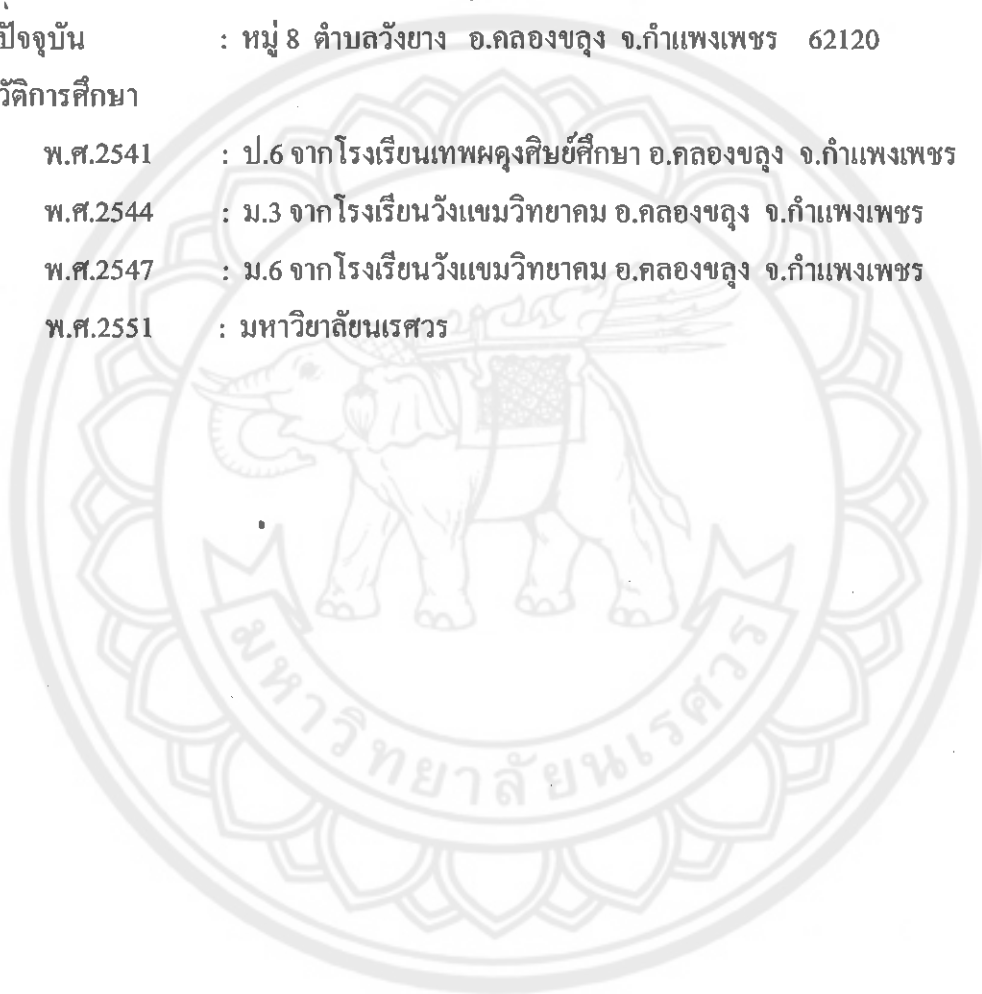 ปัจจุบัน : หมู่ 8 ตำบลวังยาง อ.คลองขลุง จ.กำแพงเพชร 62120
วัติการศึกษา
พ.ศ.2541 : ป.6 จากโรงเรียนเทพผดุงศิษย์ศึกษา อ.คลองขลุง จ.กำแพงเพชร
พ.ศ.2544 : ม.3 จากโรงเรียนวังแขมวิทยาคม อ.คลองขลุง จ.กำแพงเพชร
พ.ศ.2547 : ม.6 จากโรงเรียนวังแขมวิทยาคม อ.คลองขลุง จ.กำแพงเพชร
พ.ศ.2551 : มหาวิยาลัยนเรศวร
มหาวิทยาลัยนเรศวร